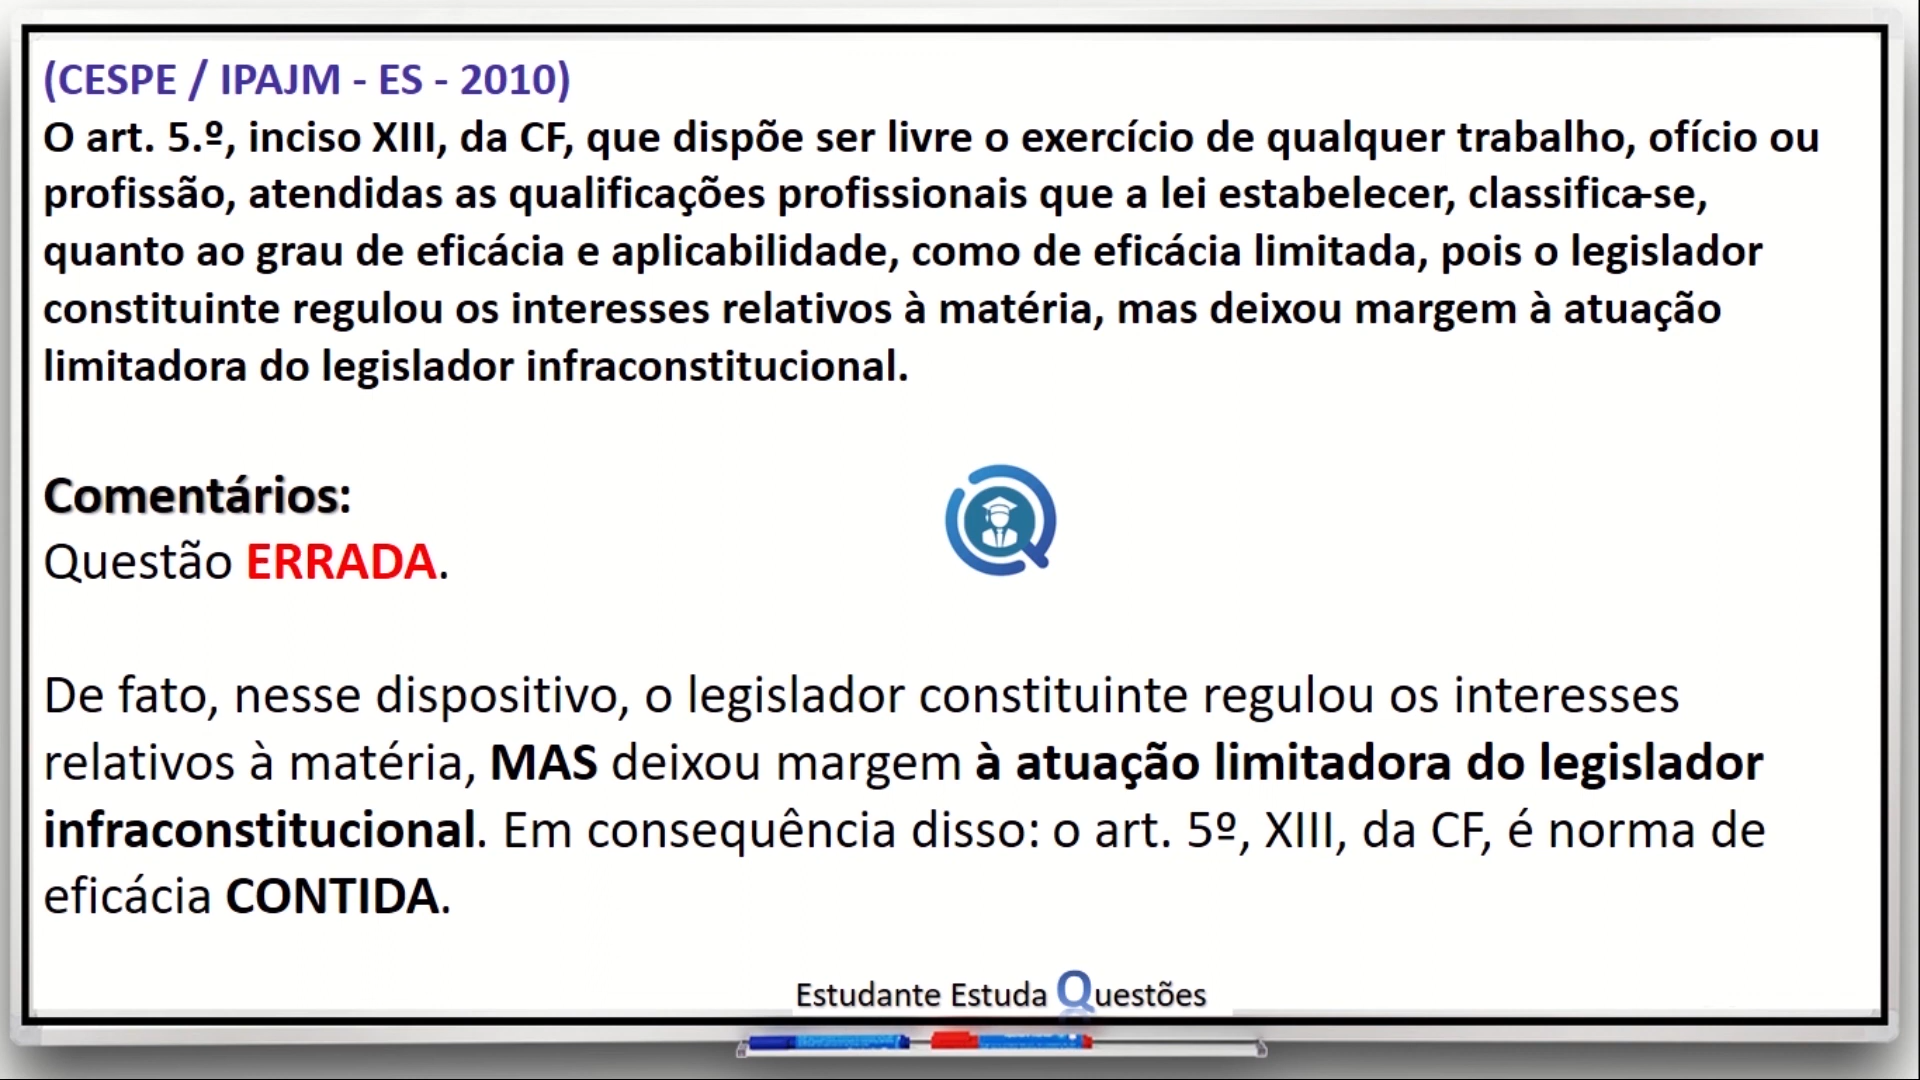 (CESPE / IPAJM - ES - 2010)
O art. 5.º, inciso XIII, da CF, que dispõe ser livre o exercício de qualquer trabalho, ofício ou
profissão, atendidas as qualificações profissionais que a lei estabelecer, classifica-se,
quanto ao grau de eficácia e aplicabilidade, como de eficácia limitada, pois o legislador
constituinte regulou os interesses relativos à matéria, mas deixou margem à atuação
limitadora do legislador infraconstitucional.
Comentários:
Questão ERRADA.
De fato, nesse dispositivo, o legislador constituinte regulou os interesses
relativos à matéria, MAS deixou margem à atuação limitadora do legislador
infraconstitucional. Em consequência disso: o art. 5º, XIII, da CF, é norma de
eficácia CONTIDA.
Estudante Estuda Questões